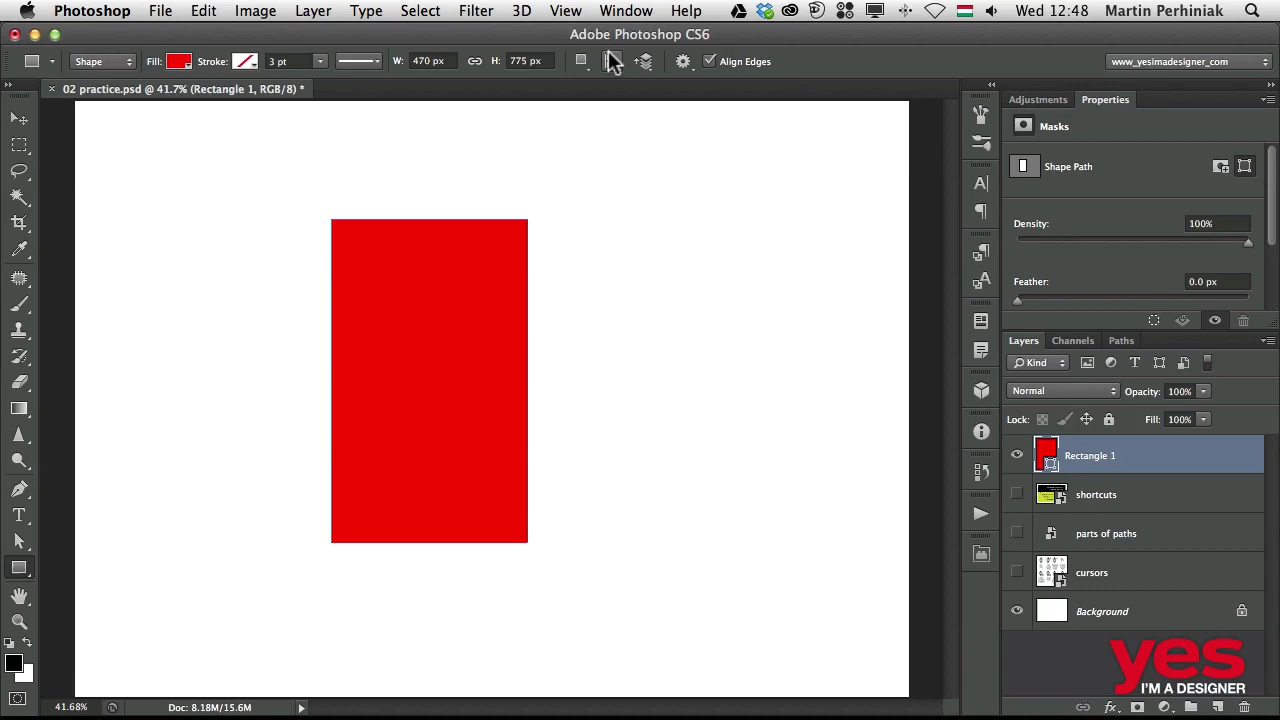 Photoshop File Edit Image Layer Type Select Filter 3D View Window Help Wed 12:48 Martin Perhiniak
Adobe Photoshop CS6
Shape Fill: Stroke: 3 pt W: 470 px H: 775 px Align Edges www_yesimadesigner_com
02 practice.psd @ 41.7% (Rectangle 1, RGB/8) *
Adjustments Properties
Masks
Shape Path
Density: 100%
Feather: 0.0 px
Layers Channels Paths
Kind
Normal Opacity: 100%
Lock: Fill: 100%
Rectangle 1
shortcuts
parts of paths
cursors
Background
yes
I'M A DESIGNER
41.68% Doc: 8.18M/15.6M